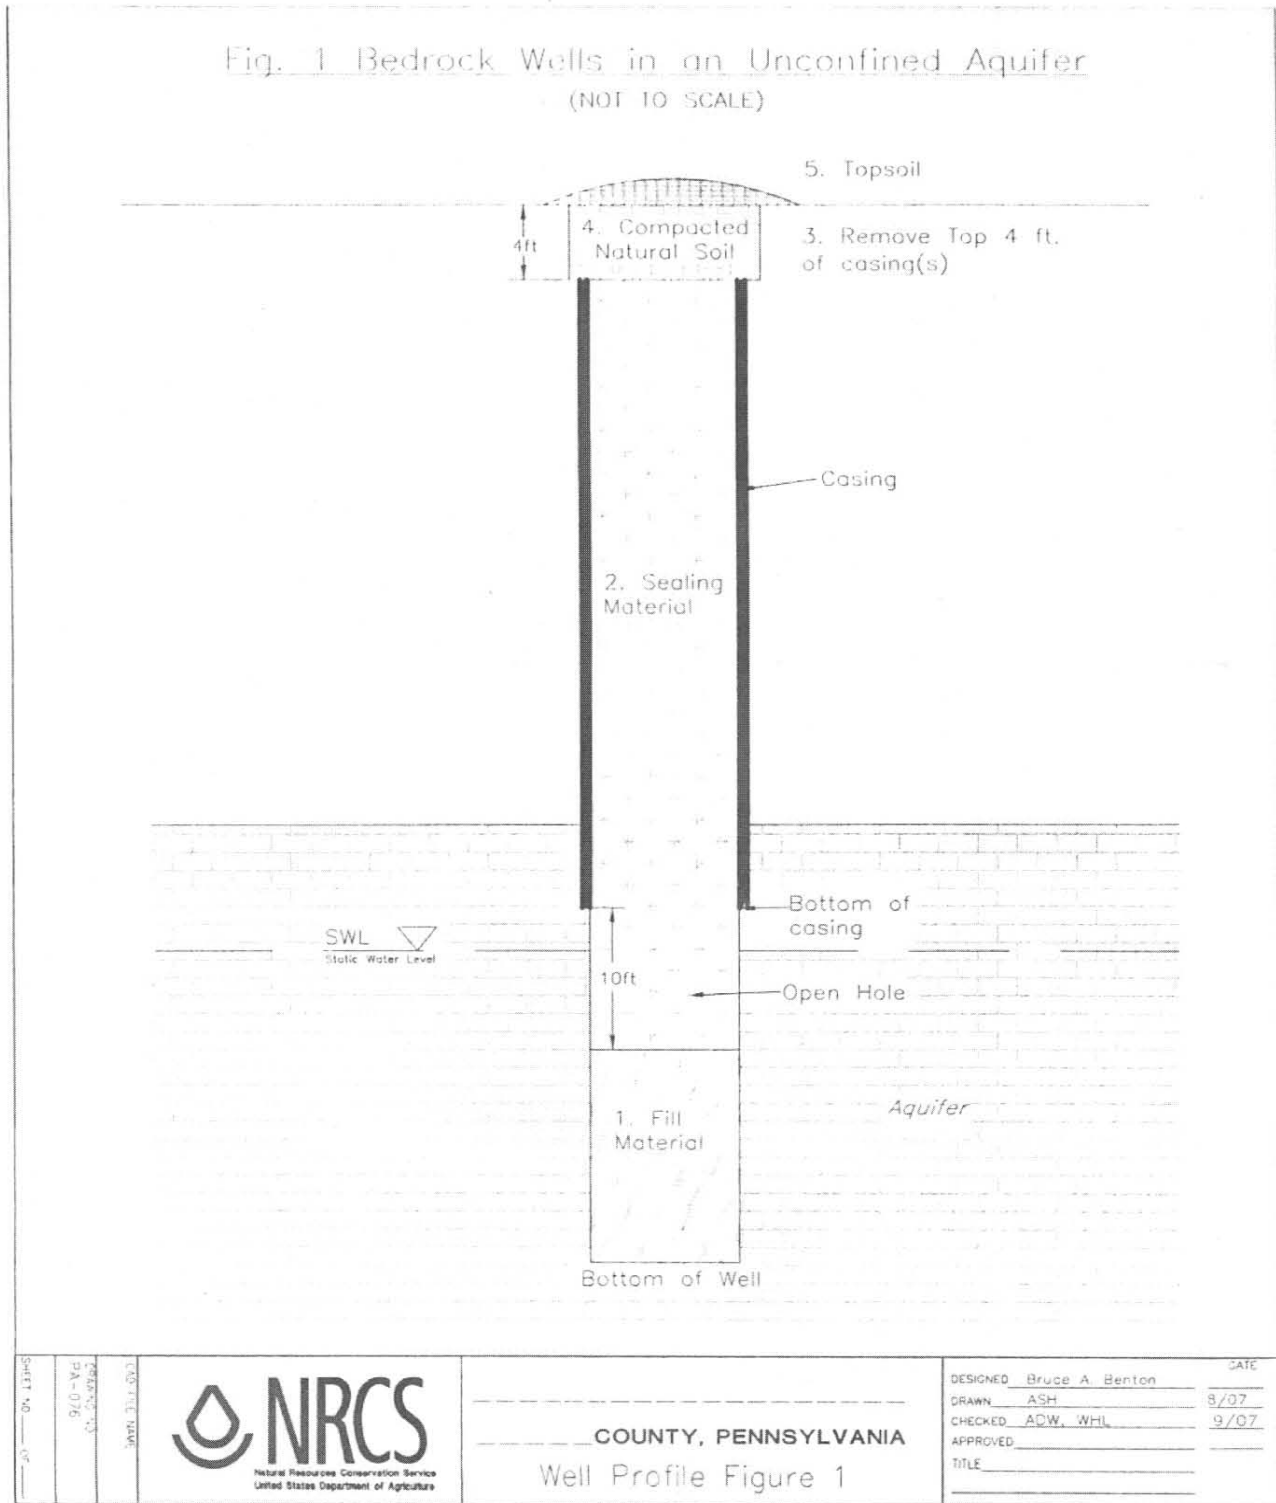 Fig. 1 Bedrock Wells in an Unconfined Aquifer
(NOT TO SCALE)
5. Topsoil
4ft
4. Compacted
Natural Soil
3. Remove Top 4 ft.
of casing(s)
Casing
2. Sealing
Material
Bottom of
casing
SWL
Static Water Level
10ft
Open Hole
Aquifer
1. Fill
Material
Bottom of Well
SHEET NO ___ OF ___
DRAWING NO
PA-076
CAD FILE NAME
NRCS
Natural Resources Conservation Service
United States Department of Agriculture
COUNTY, PENNSYLVANIA
Well Profile Figure 1
DATE
DESIGNED Bruce A. Benton
DRAWN ASH 8/07
CHECKED ADW, WHL 9/07
APPROVED
TITLE